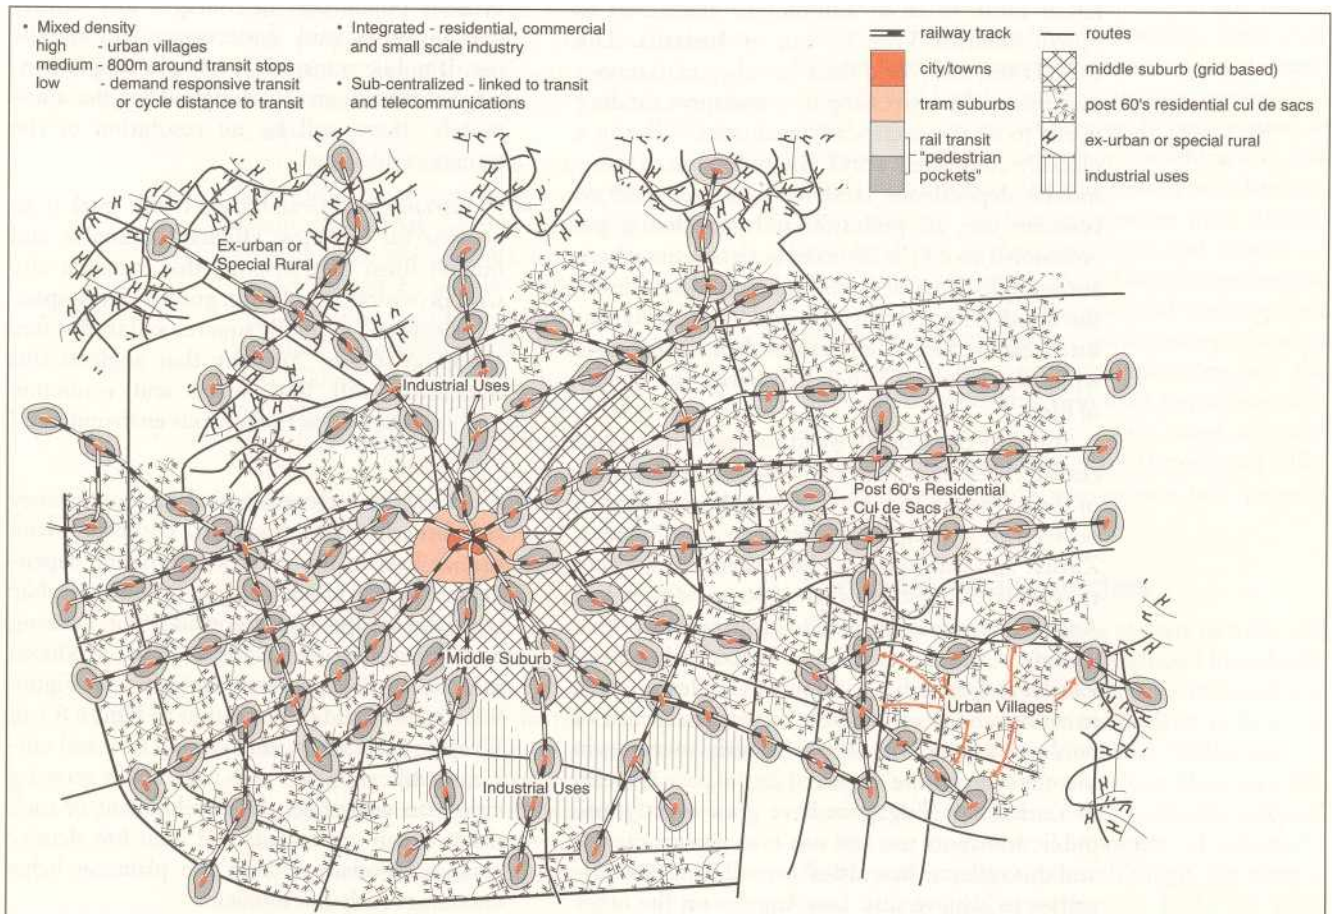 • Mixed density
high - urban villages
medium - 800m around transit stops
low - demand responsive transit
or cycle distance to transit
• Integrated - residential, commercial
and small scale industry
• Sub-centralized - linked to transit
and telecommunications
railway track
city/towns
tram suburbs
rail transit
"pedestrian
pockets"
routes
middle suburb (grid based)
post 60's residential cul de sacs
ex-urban or special rural
industrial uses
Ex-urban or
Special Rural
Industrial Uses
Post 60's Residential
Cul de Sacs
Middle Suburb
Urban Villages
Industrial Uses